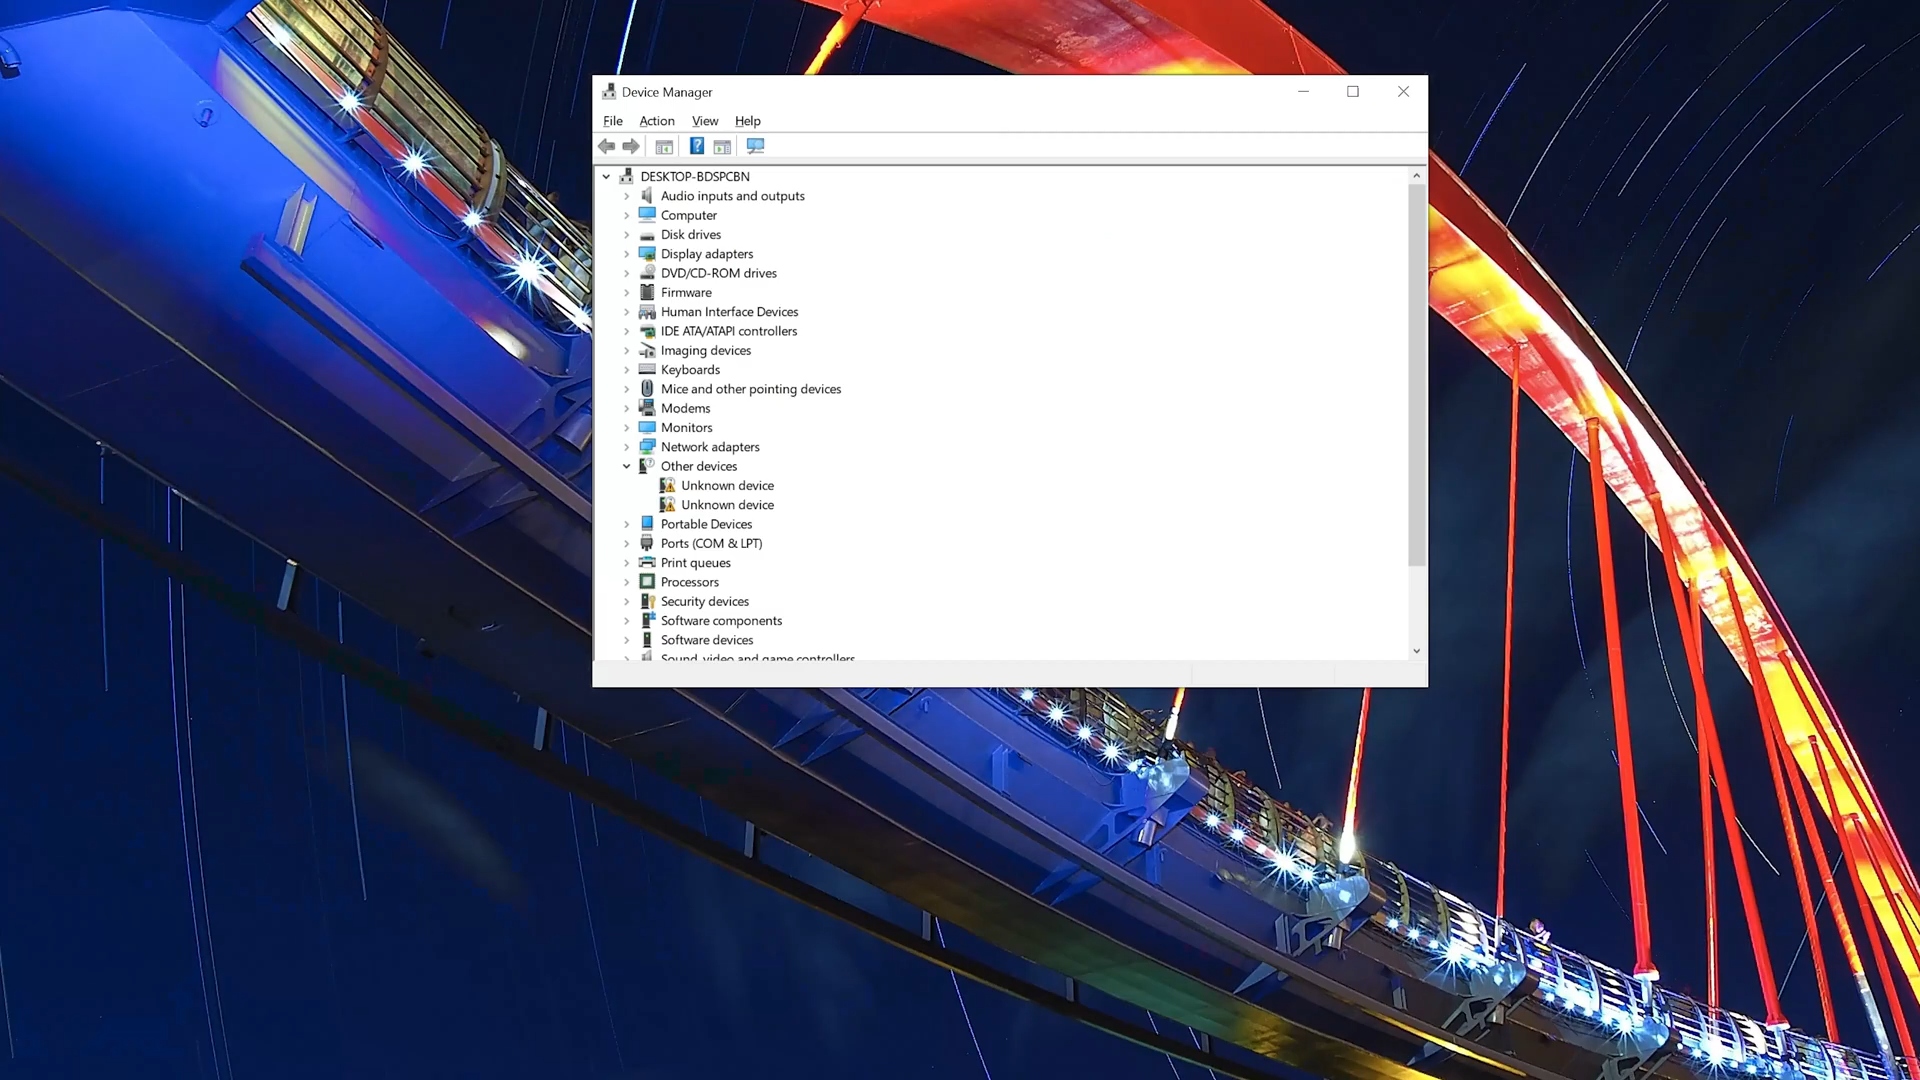 Device Manager
File Action View Help
DESKTOP-BDSPCBN
Audio inputs and outputs
Computer
Disk drives
Display adapters
DVD/CD-ROM drives
Firmware
Human Interface Devices
IDE ATA/ATAPI controllers
Imaging devices
Keyboards
Mice and other pointing devices
Modems
Monitors
Network adapters
Other devices
Unknown device
Unknown device
Portable Devices
Ports (COM & LPT)
Print queues
Processors
Security devices
Software components
Software devices
Sound, video and game controllers